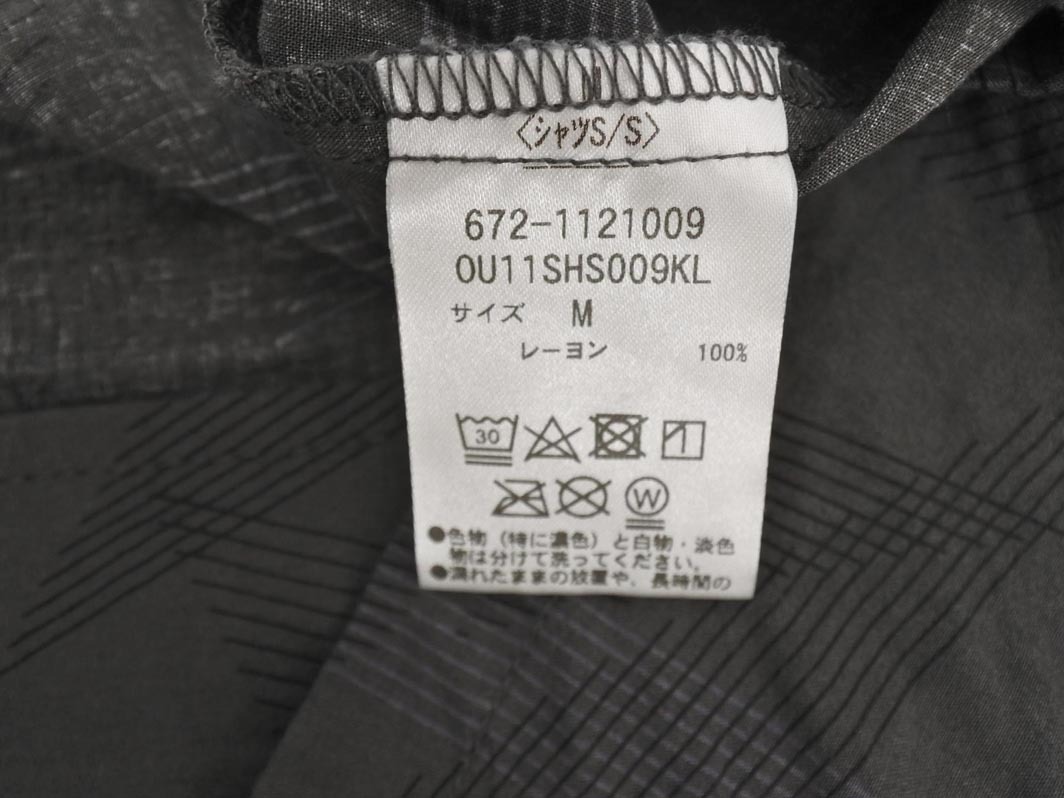 〈シャツS/S〉
672-1121009
OU11SHS009KL
サイズ M
レーヨン 100%
30
W
●色物（特に濃色）と白物・淡色
物は分けて洗ってください。
●濡れたままの放置や、長時間の